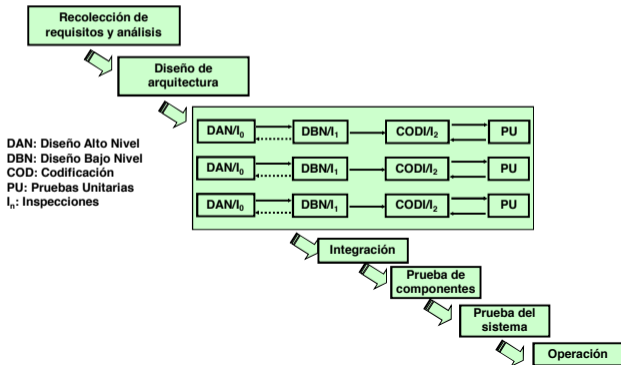 Recolección de
requisitos y análisis
Diseño de
arquitectura
DAN: Diseño Alto Nivel
DBN: Diseño Bajo Nivel
COD: Codificación
PU: Pruebas Unitarias
Iₙ: Inspecciones
DAN/I₀ DBN/I₁ CODI/I₂ PU
DAN/I₀ DBN/I₁ CODI/I₂ PU
DAN/I₀ DBN/I₁ CODI/I₂ PU
Integración
Prueba de
componentes
Prueba del
sistema
Operación